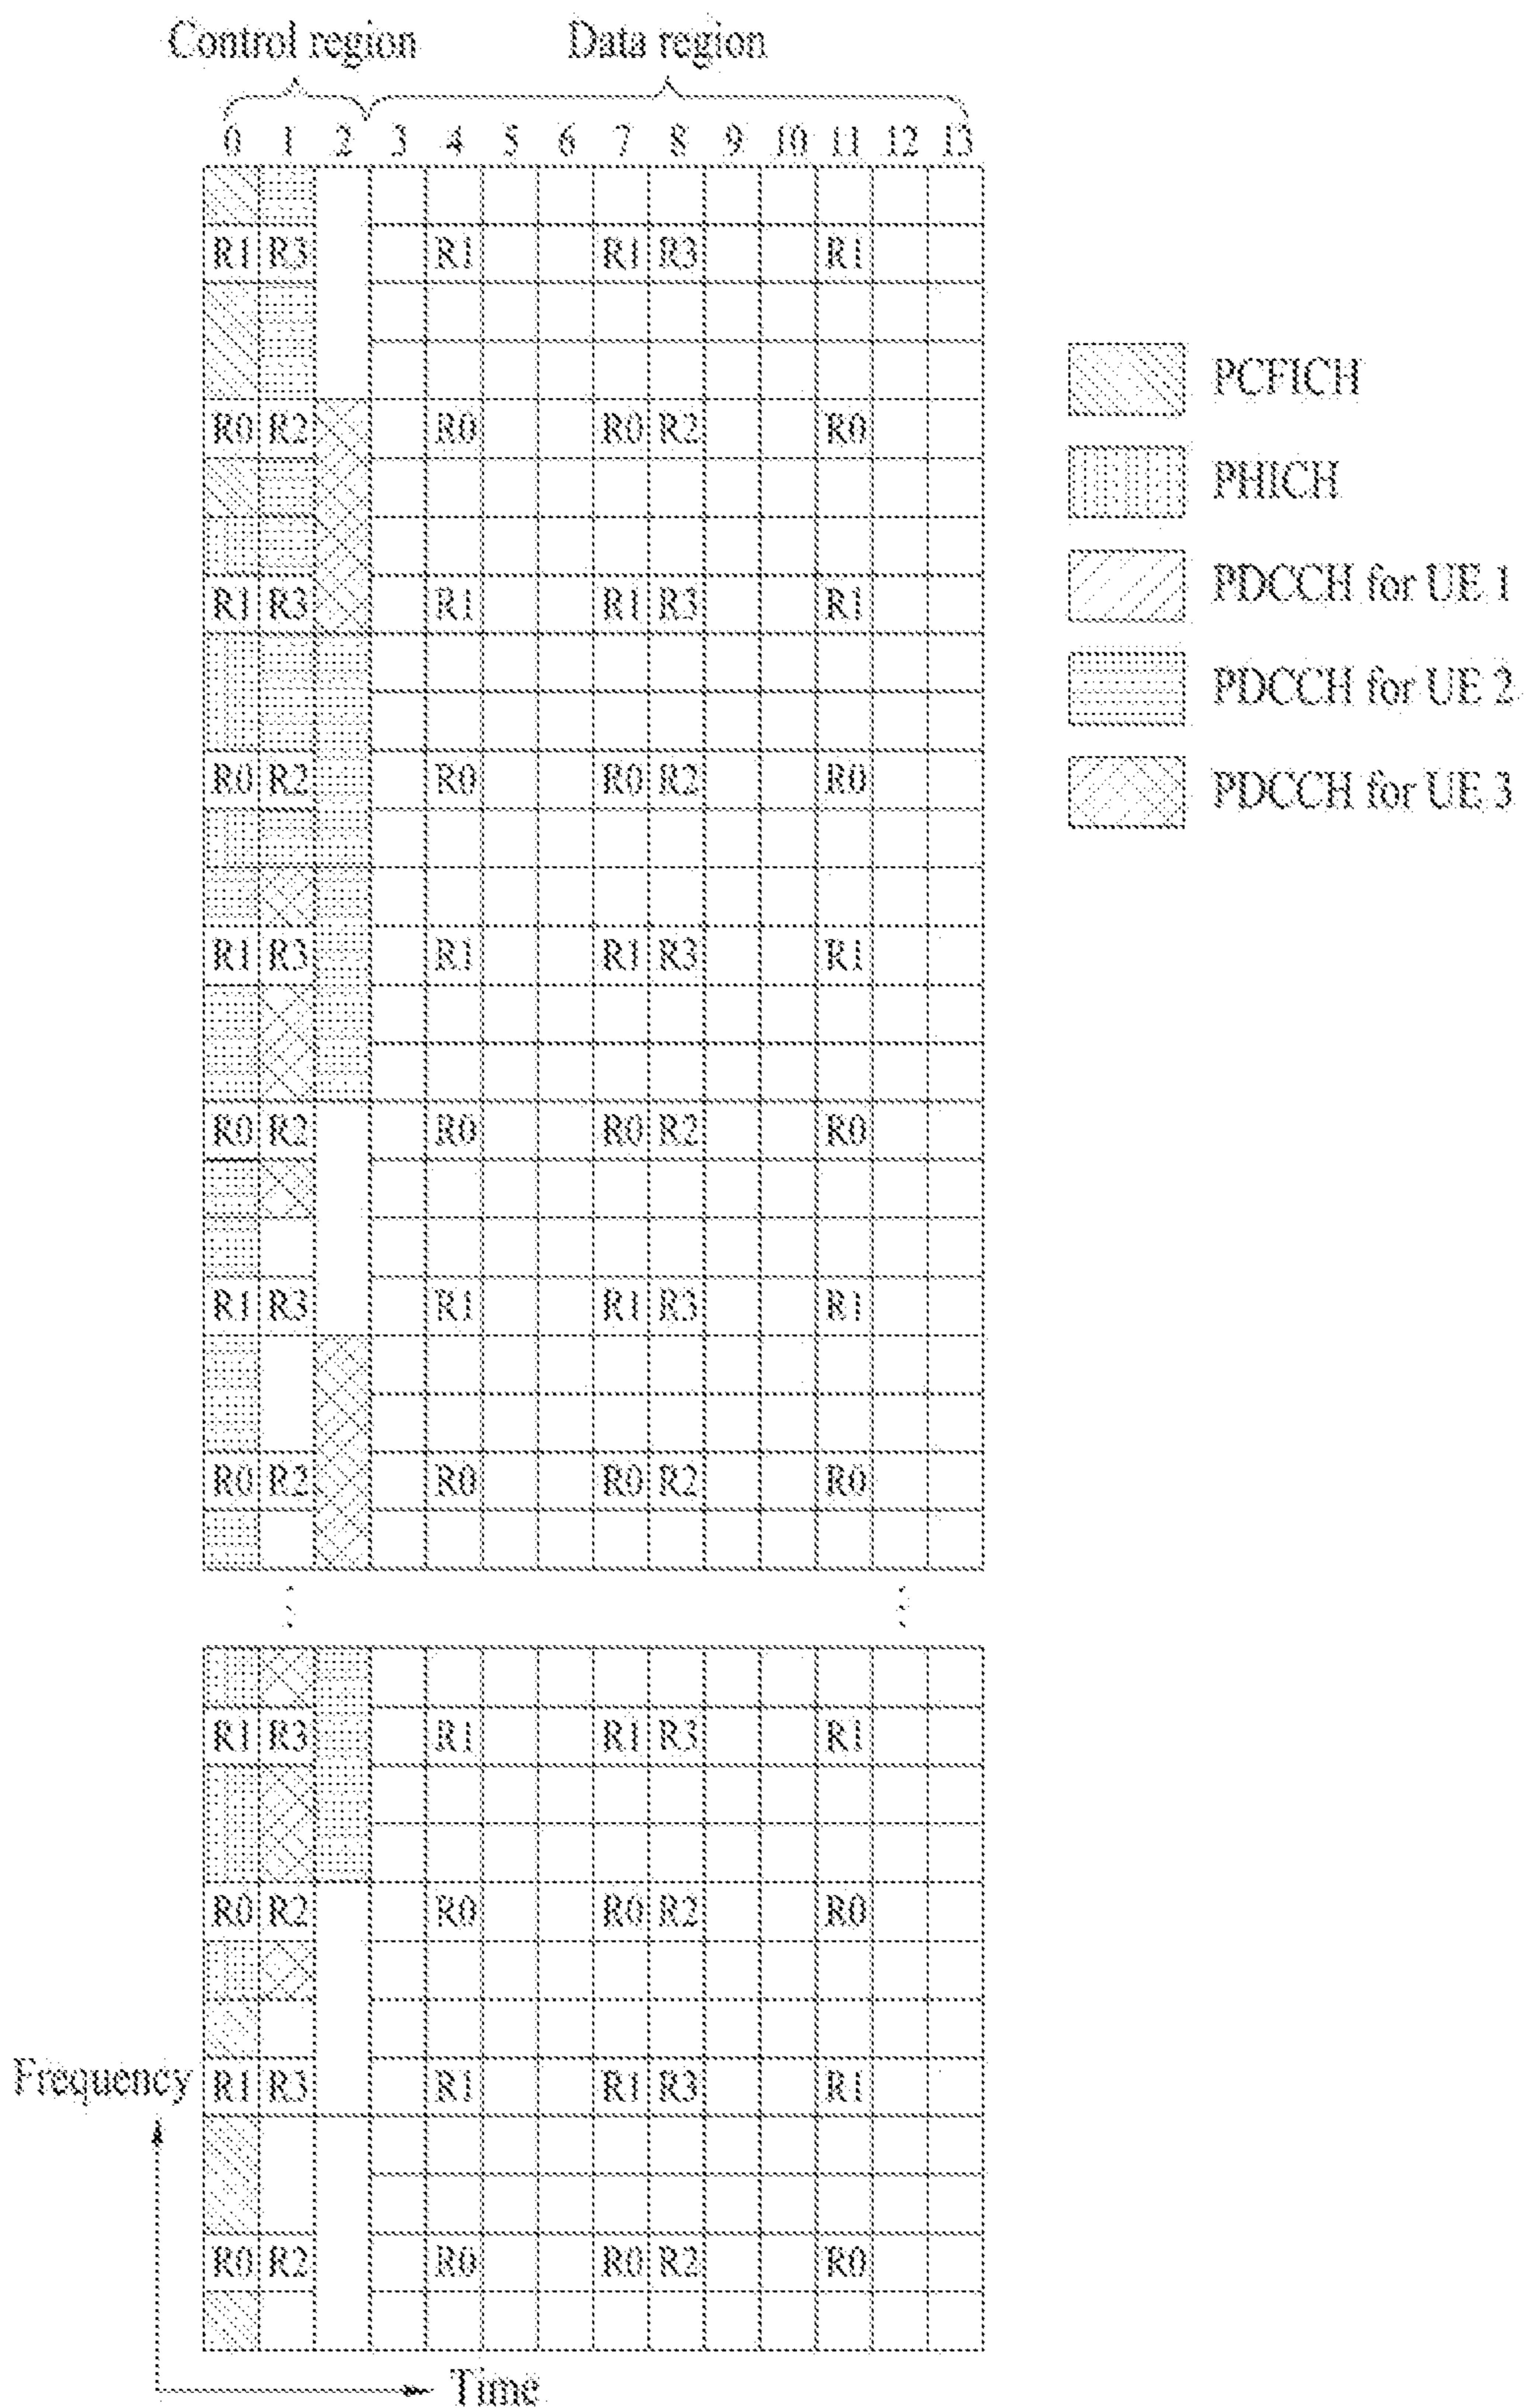 Control region Data region
0 1 2 3 4 5 6 7 8 9 10 11 12 13
R1 R3 R1 R1 R3 R1
PCFICH
R0 R2 R0 R0 R2 R0
PHICH
PDCCH for UE 1
R1 R3 R1 R1 R3 R1
PDCCH for UE 2
R0 R2 R0 R0 R2 R0
PDCCH for UE 3
R1 R3 R1 R1 R3 R1
R0 R2 R0 R0 R2 R0
R1 R3 R1 R1 R3 R1
R0 R2 R0 R0 R2 R0
R1 R3 R1 R1 R3 R1
R0 R2 R0 R0 R2 R0
Frequency R1 R3 R1 R1 R3 R1
R0 R2 R0 R0 R2 R0
Time